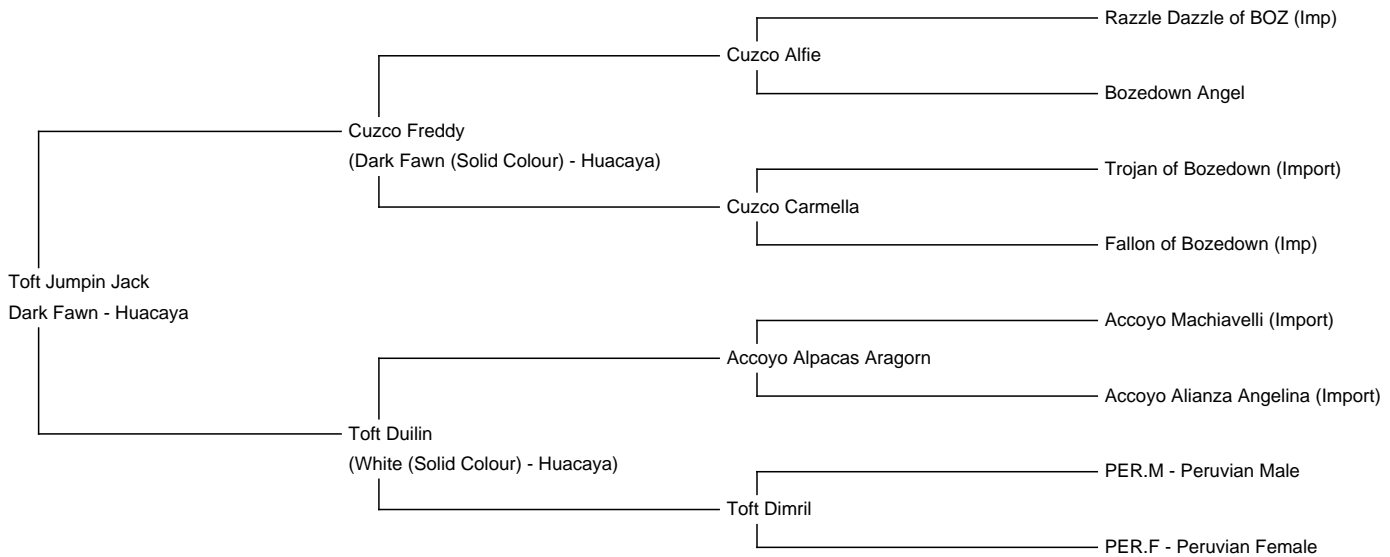 Razzle Dazzle of BOZ (Imp)
Cuzco Alfie
Bozedown Angel
Cuzco Freddy
(Dark Fawn (Solid Colour) - Huacaya)
Trojan of Bozedown (Import)
Cuzco Carmella
Fallon of Bozedown (Imp)
Toft Jumpin Jack
Dark Fawn - Huacaya
Accoyo Machiavelli (Import)
Accoyo Alpacas Aragorn
Accoyo Alianza Angelina (Import)
Toft Duilin
(White (Solid Colour) - Huacaya)
PER.M - Peruvian Male
Toft Dimril
PER.F - Peruvian Female